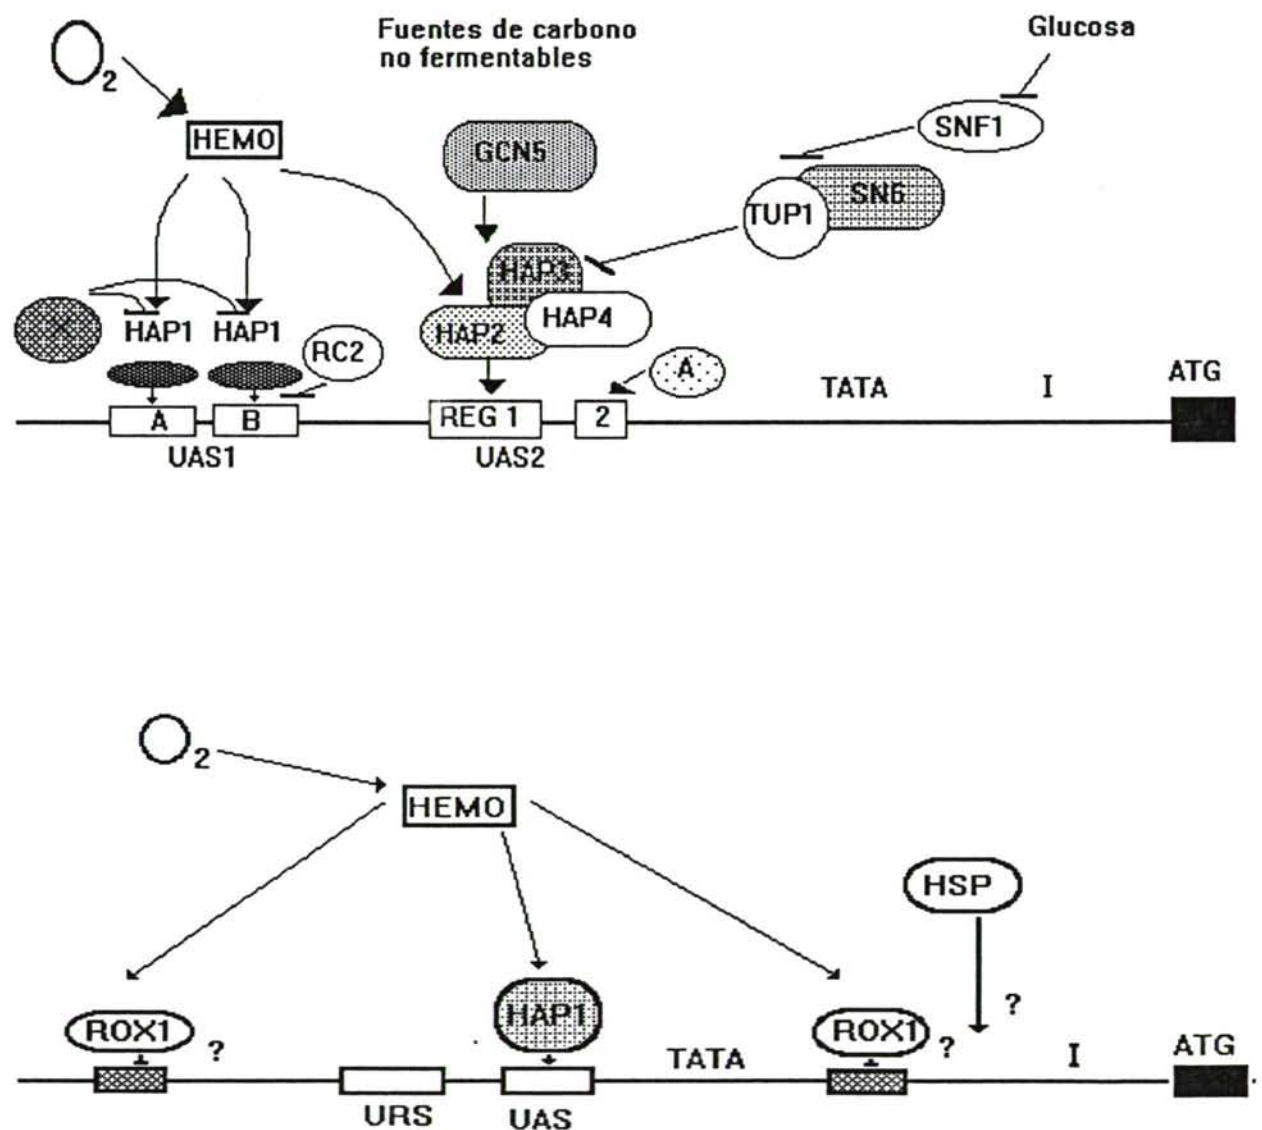 Fuentes de carbono
no fermentables
Glucosa
O2
HEMO
GCN5
SNF1
TUP1
SN6
HAP3
HAP4
HAP2
X
HAP1
HAP1
RC2
A
TATA
I
ATG
A
B
REG 1
2
UAS1
UAS2
O2
HEMO
HSP
ROX1
?
HAP1
TATA
ROX1
?
?
I
ATG
URS
UAS